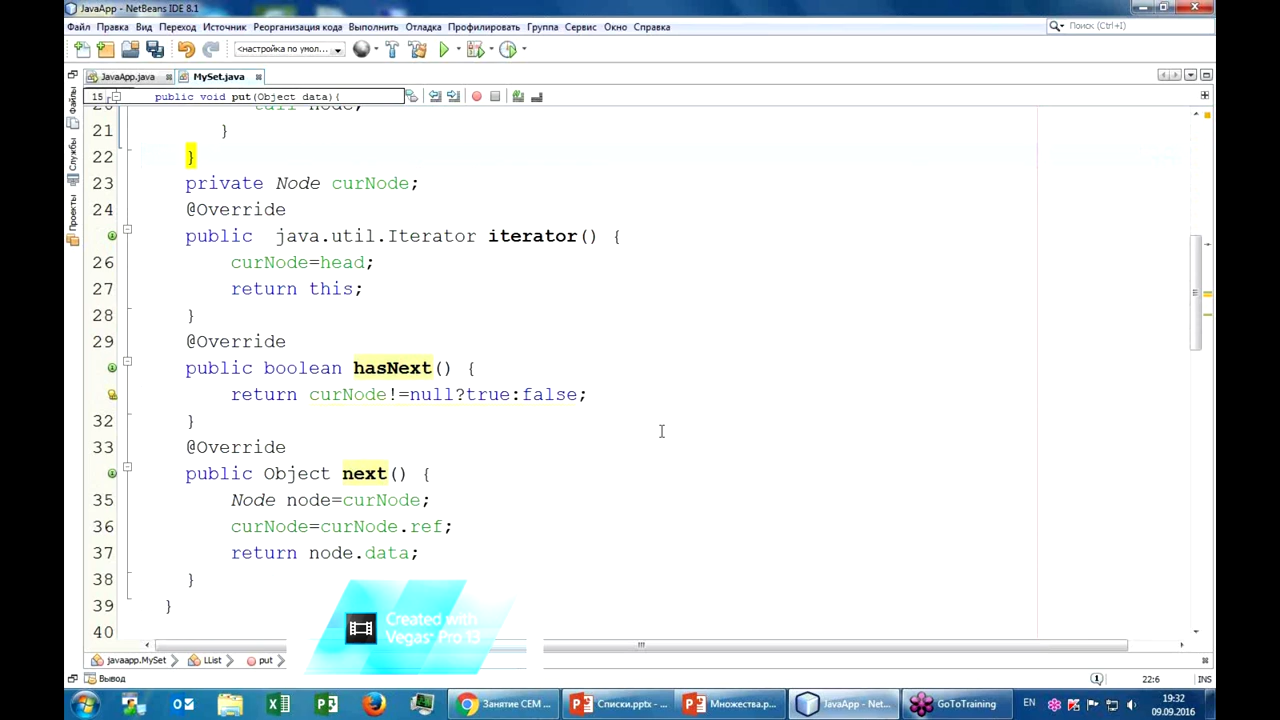 JavaApp - NetBeans IDE 8.1
Файл Правка Вид Переход Источник Реорганизация кода Выполнить Отладка Профилировать Группа Сервис Окно Справка
Поиск (Ctrl+I)
<настройка по умол...
JavaApp.java MySet.java
15 public void put(Object data){
21 }
22 }
23 private Node curNode;
24 @Override
public java.util.Iterator iterator() {
26 curNode=head;
27 return this;
28 }
29 @Override
public boolean hasNext() {
return curNode!=null?true:false;
32 }
33 @Override
public Object next() {
35 Node node=curNode;
36 curNode=curNode.ref;
37 return node.data;
38 }
39 }
40
Файлы
Службы
Проекты
Created with
Vegas Pro 13
javaapp.MySet LList put
Вывод
22:6 INS
Занятие СЕМ ... Списки.pptx - ... Множества.p... JavaApp - Net... GoToTraining EN 19:32
09.09.2016